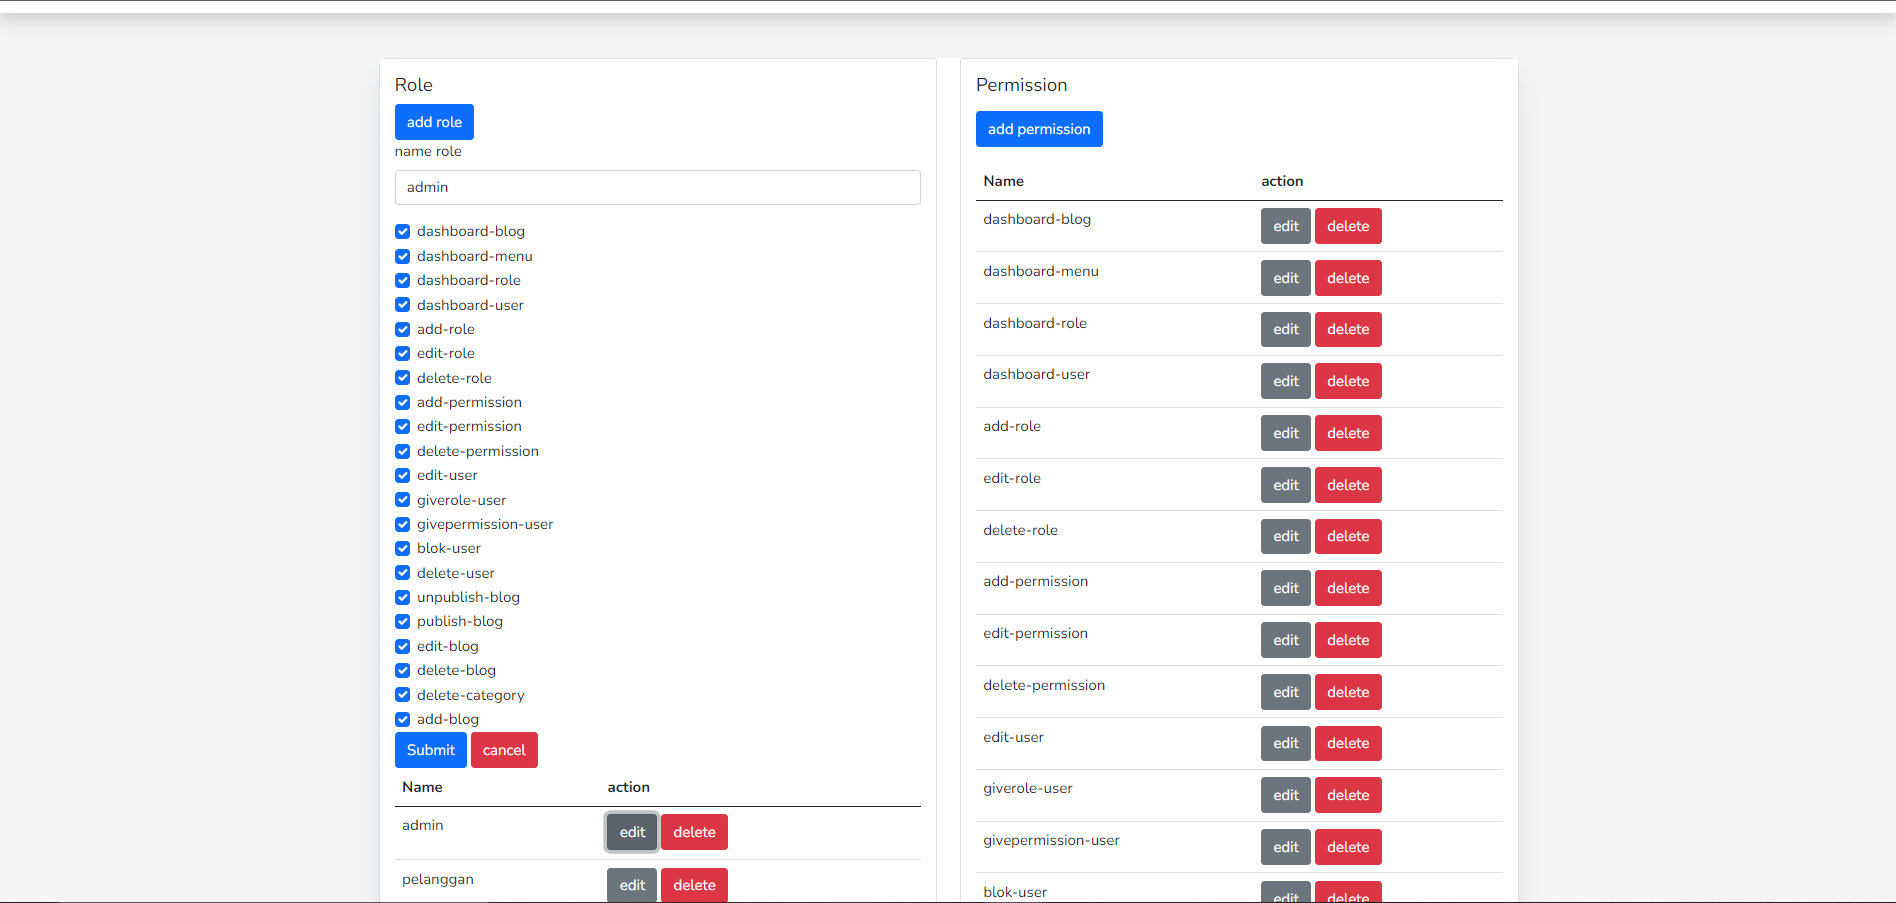 Role
add role
name role
admin
dashboard-blog
dashboard-menu
dashboard-role
dashboard-user
add-role
edit-role
delete-role
add-permission
edit-permission
delete-permission
edit-user
giverole-user
givepermission-user
blok-user
delete-user
unpublish-blog
publish-blog
edit-blog
delete-blog
delete-category
add-blog
Submit cancel
Name action
admin edit delete
pelanggan edit delete
Permission
add permission
Name action
dashboard-blog edit delete
dashboard-menu edit delete
dashboard-role edit delete
dashboard-user edit delete
add-role edit delete
edit-role edit delete
delete-role edit delete
add-permission edit delete
edit-permission edit delete
delete-permission edit delete
edit-user edit delete
giverole-user edit delete
givepermission-user edit delete
blok-user edit delete